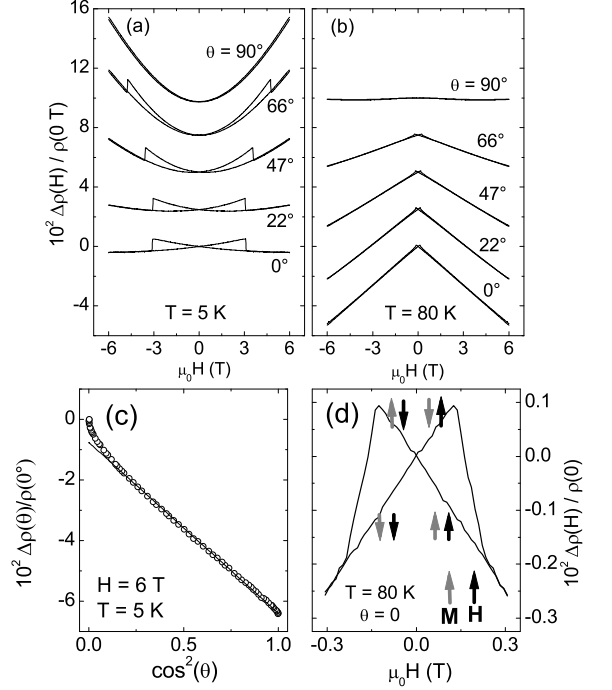 (a)
(b)
16
12
8
4
0
-4
10² Δρ(H) / ρ(0 T)
θ = 90°
66°
47°
22°
0°
T = 5 K
θ = 90°
66°
47°
22°
0°
T = 80 K
-6 -3 0 3 6
-6 -3 0 3 6
μ₀H (T)
μ₀H (T)
(c)
0
-2
-4
-6
10² Δρ(θ)/ρ(0°)
H = 6 T
T = 5 K
0.0 0.5 1.0
cos²(θ)
(d)
0.1
0.0
-0.1
-0.2
-0.3
10² Δρ(H) / ρ(0)
T = 80 K
θ = 0
M H
-0.3 0.0 0.3
μ₀H (T)